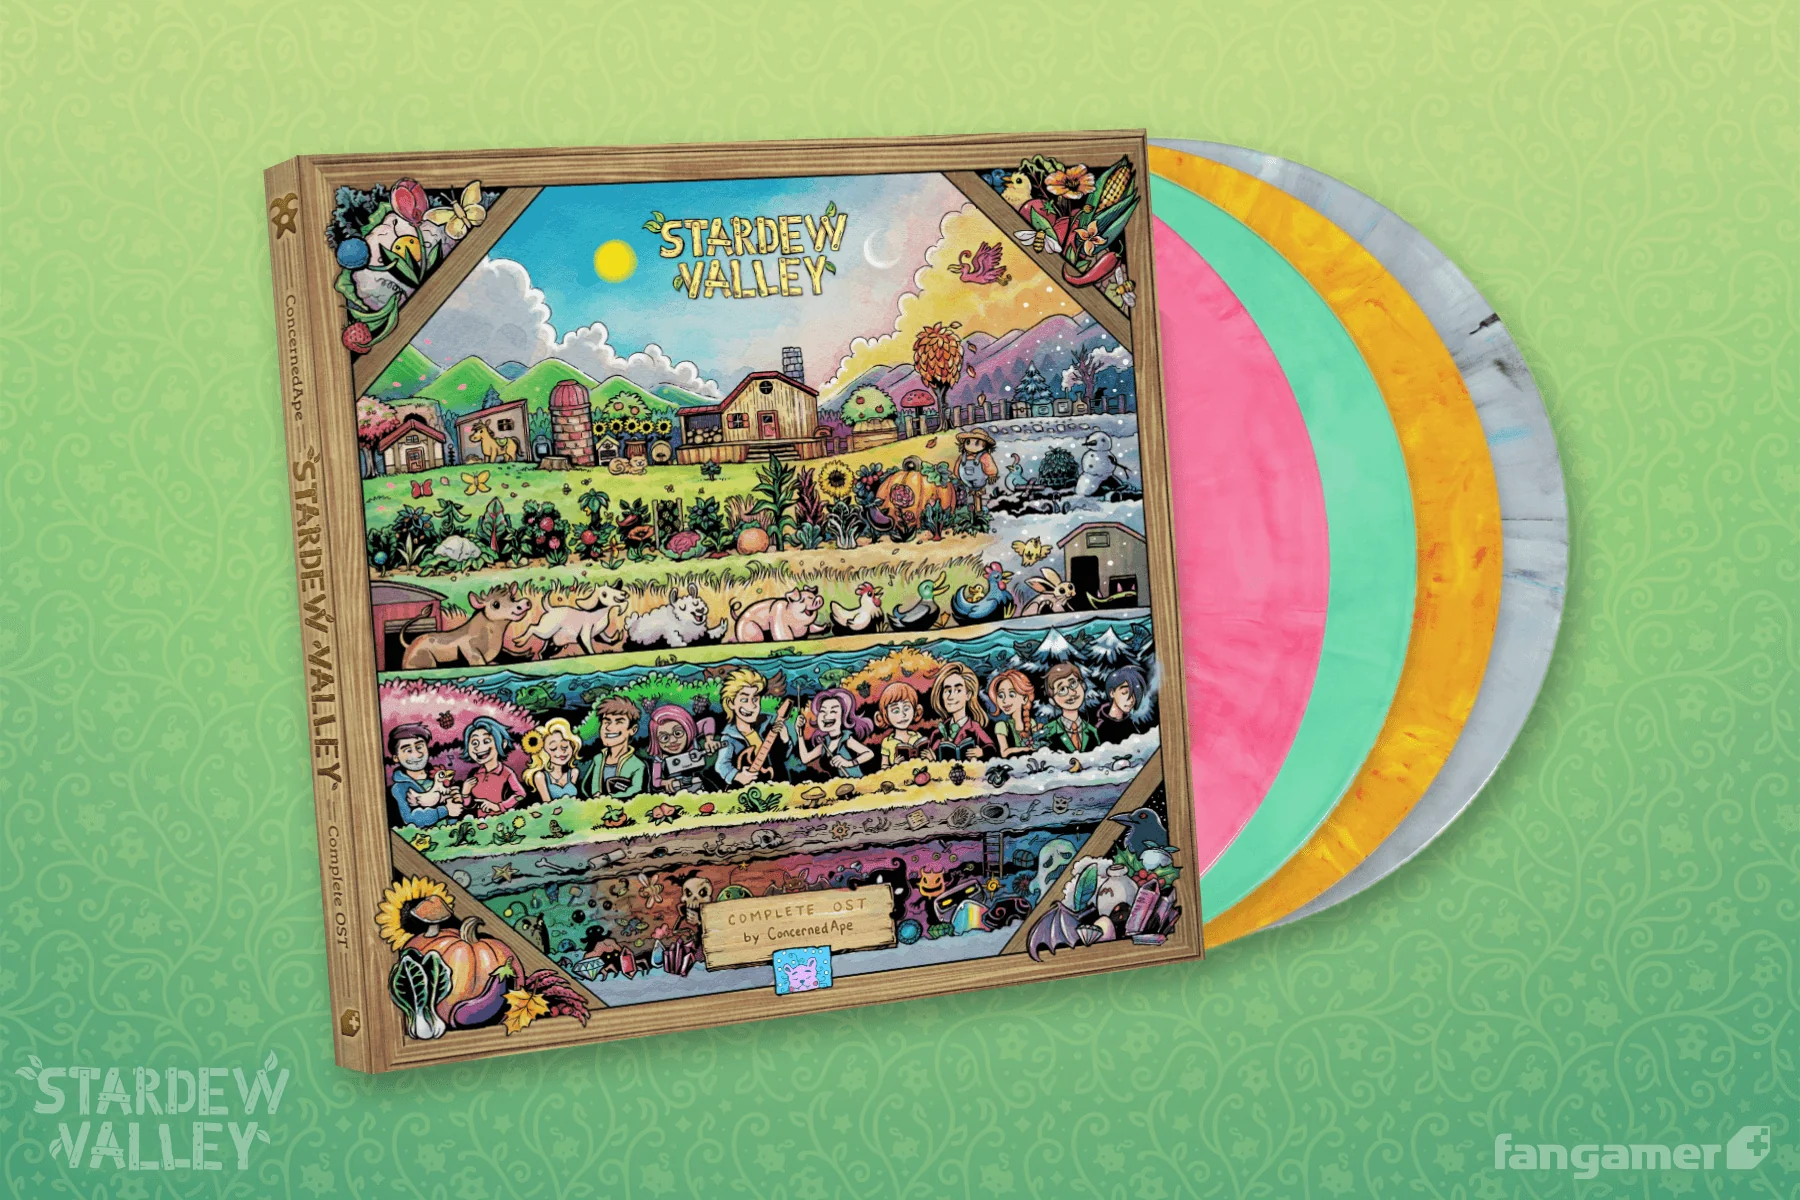 STARDEW
VALLEY
ConcernedApe — STARDEW VALLEY — Complete OST
COMPLETE OST
by ConcernedApe
STARDEW
VALLEY
fangamer